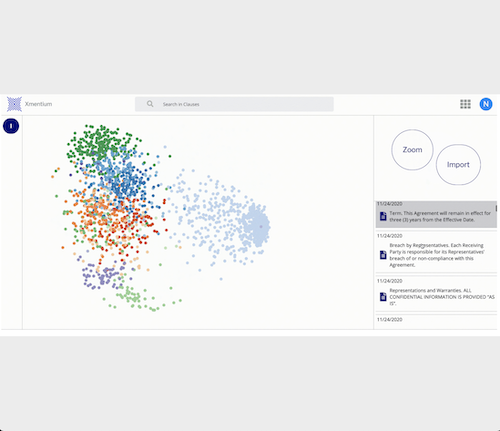 Xmentium
Search in Clauses
N
Zoom
Import
11/24/2020
Term. This Agreement will remain in effect for
three (3) years from the Effective Date.
11/24/2020
Breach by Representatives. Each Receiving
Party is responsible for its Representatives'
breach of or non-compliance with this
Agreement.
11/24/2020
Representations and Warranties. ALL
CONFIDENTIAL INFORMATION IS PROVIDED "AS
IS".
11/24/2020